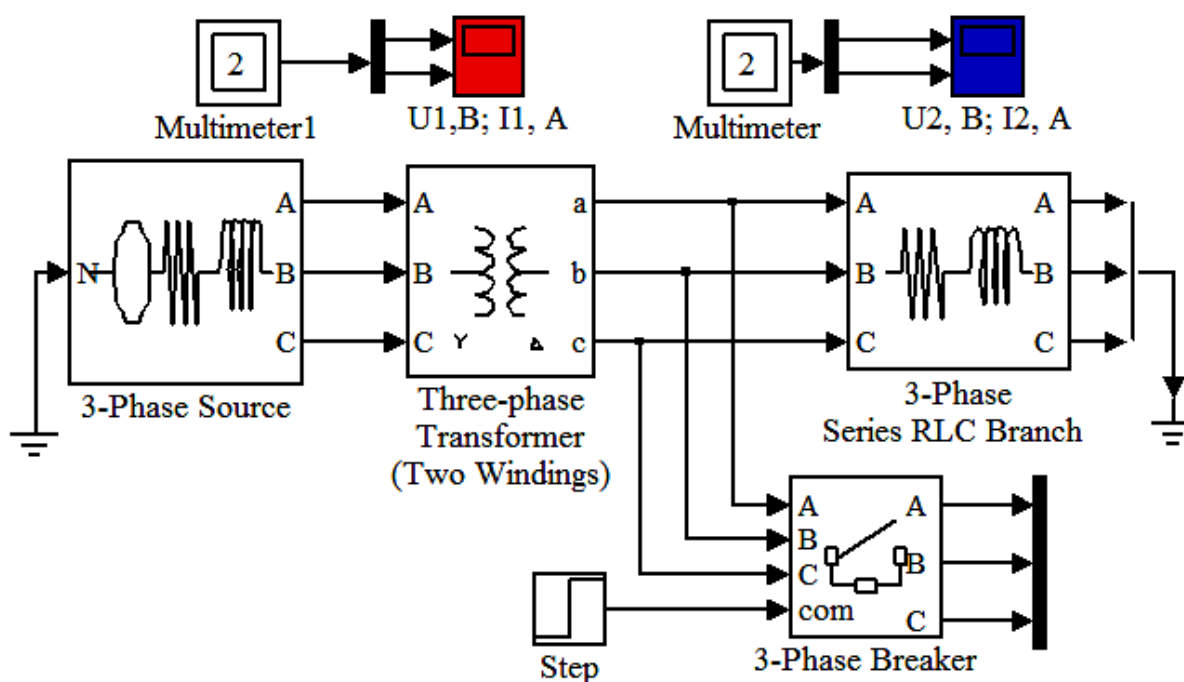 2
2
Multimeter1
U1,B; I1, A
Multimeter
U2, B; I2, A
N
A
B
C
A
B
C
Y
Δ
a
b
c
A
B
C
A
B
C
3-Phase Source
Three-phase
Transformer
(Two Windings)
3-Phase
Series RLC Branch
A
B
C
com
A
B
C
Step
3-Phase Breaker